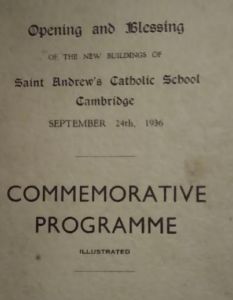 Opening and Blessing
OF THE NEW BUILDINGS OF
Saint Andrew's Catholic School
Cambridge
SEPTEMBER 24th, 1936
COMMEMORATIVE
PROGRAMME
ILLUSTRATED